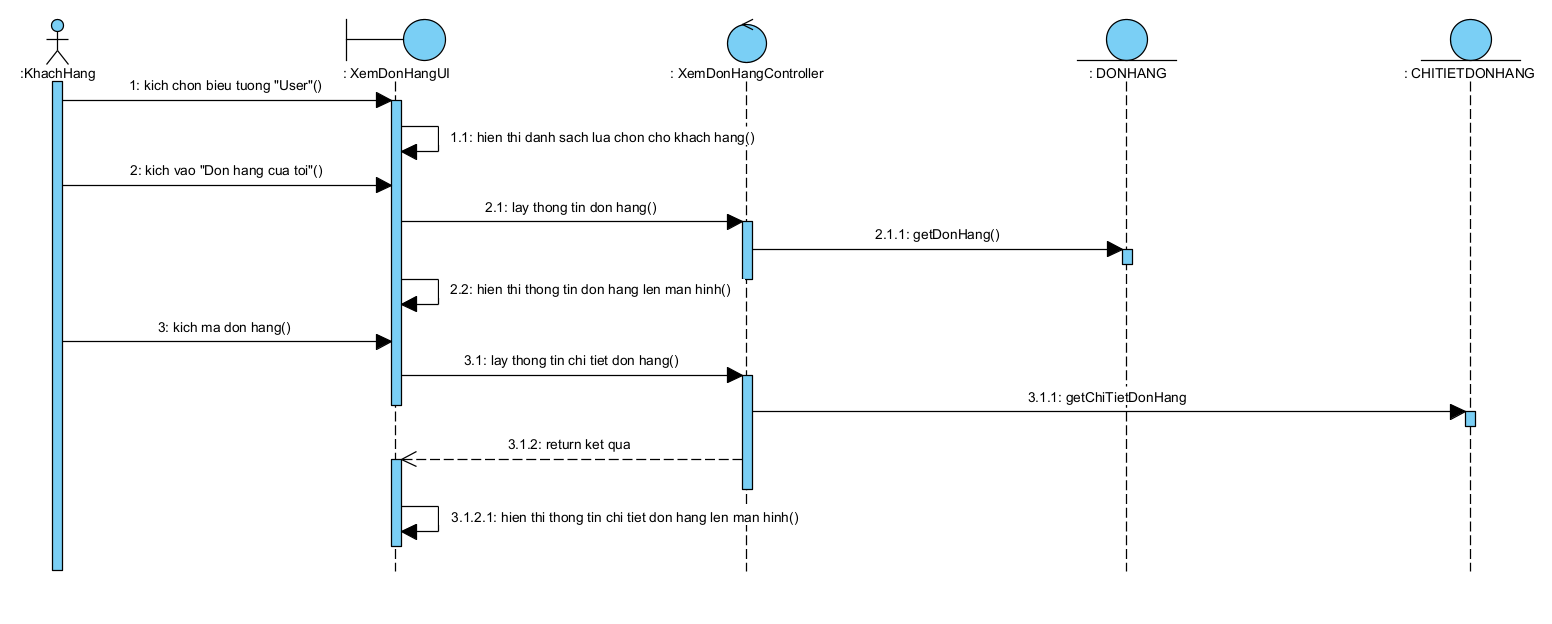 :KhachHang
: XemDonHangUI
: XemDonHangController
: DONHANG
: CHITIETDONHANG
1: kich chon bieu tuong "User"()
1.1: hien thi danh sach lua chon cho khach hang()
2: kich vao "Don hang cua toi"()
2.1: lay thong tin don hang()
2.1.1: getDonHang()
2.2: hien thi thong tin don hang len man hinh()
3: kich ma don hang()
3.1: lay thong tin chi tiet don hang()
3.1.1: getChiTietDonHang
3.1.2: return ket qua
3.1.2.1: hien thi thong tin chi tiet don hang len man hinh()